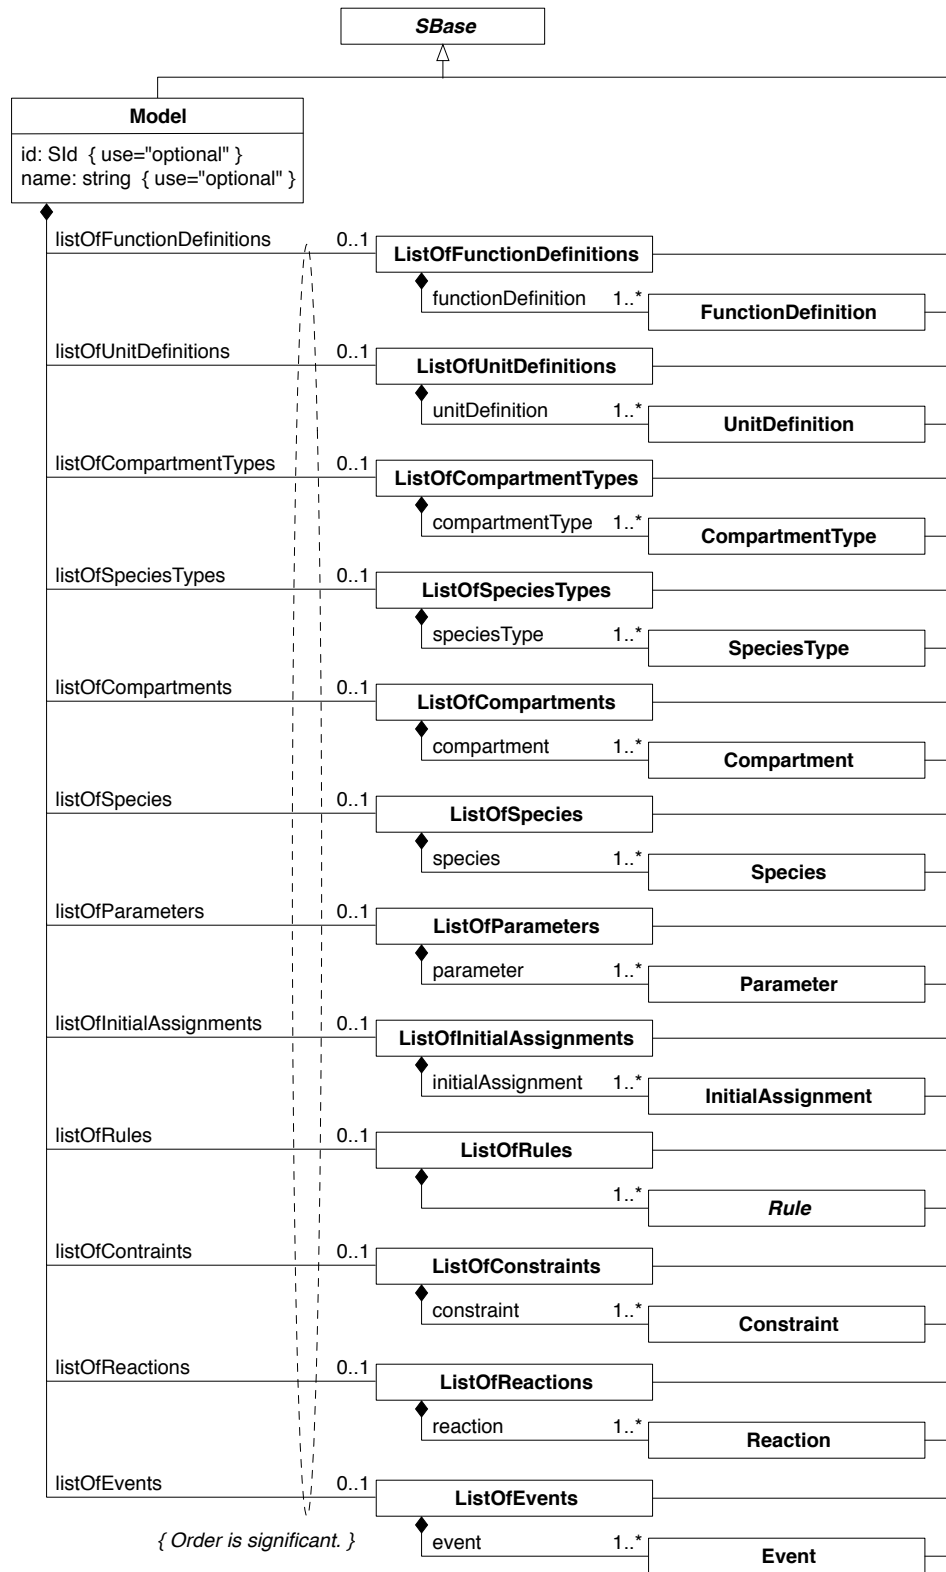 SBase
Model
id: SId { use="optional" }
name: string { use="optional" }
listOfFunctionDefinitions 0..1 ListOfFunctionDefinitions
functionDefinition 1..* FunctionDefinition
listOfUnitDefinitions 0..1 ListOfUnitDefinitions
unitDefinition 1..* UnitDefinition
listOfCompartmentTypes 0..1 ListOfCompartmentTypes
compartmentType 1..* CompartmentType
listOfSpeciesTypes 0..1 ListOfSpeciesTypes
speciesType 1..* SpeciesType
listOfCompartments 0..1 ListOfCompartments
compartment 1..* Compartment
listOfSpecies 0..1 ListOfSpecies
species 1..* Species
listOfParameters 0..1 ListOfParameters
parameter 1..* Parameter
listOfInitialAssignments 0..1 ListOfInitialAssignments
initialAssignment 1..* InitialAssignment
listOfRules 0..1 ListOfRules
1..* Rule
listOfContraints 0..1 ListOfConstraints
constraint 1..* Constraint
listOfReactions 0..1 ListOfReactions
reaction 1..* Reaction
listOfEvents 0..1 ListOfEvents
{ Order is significant. } event 1..* Event